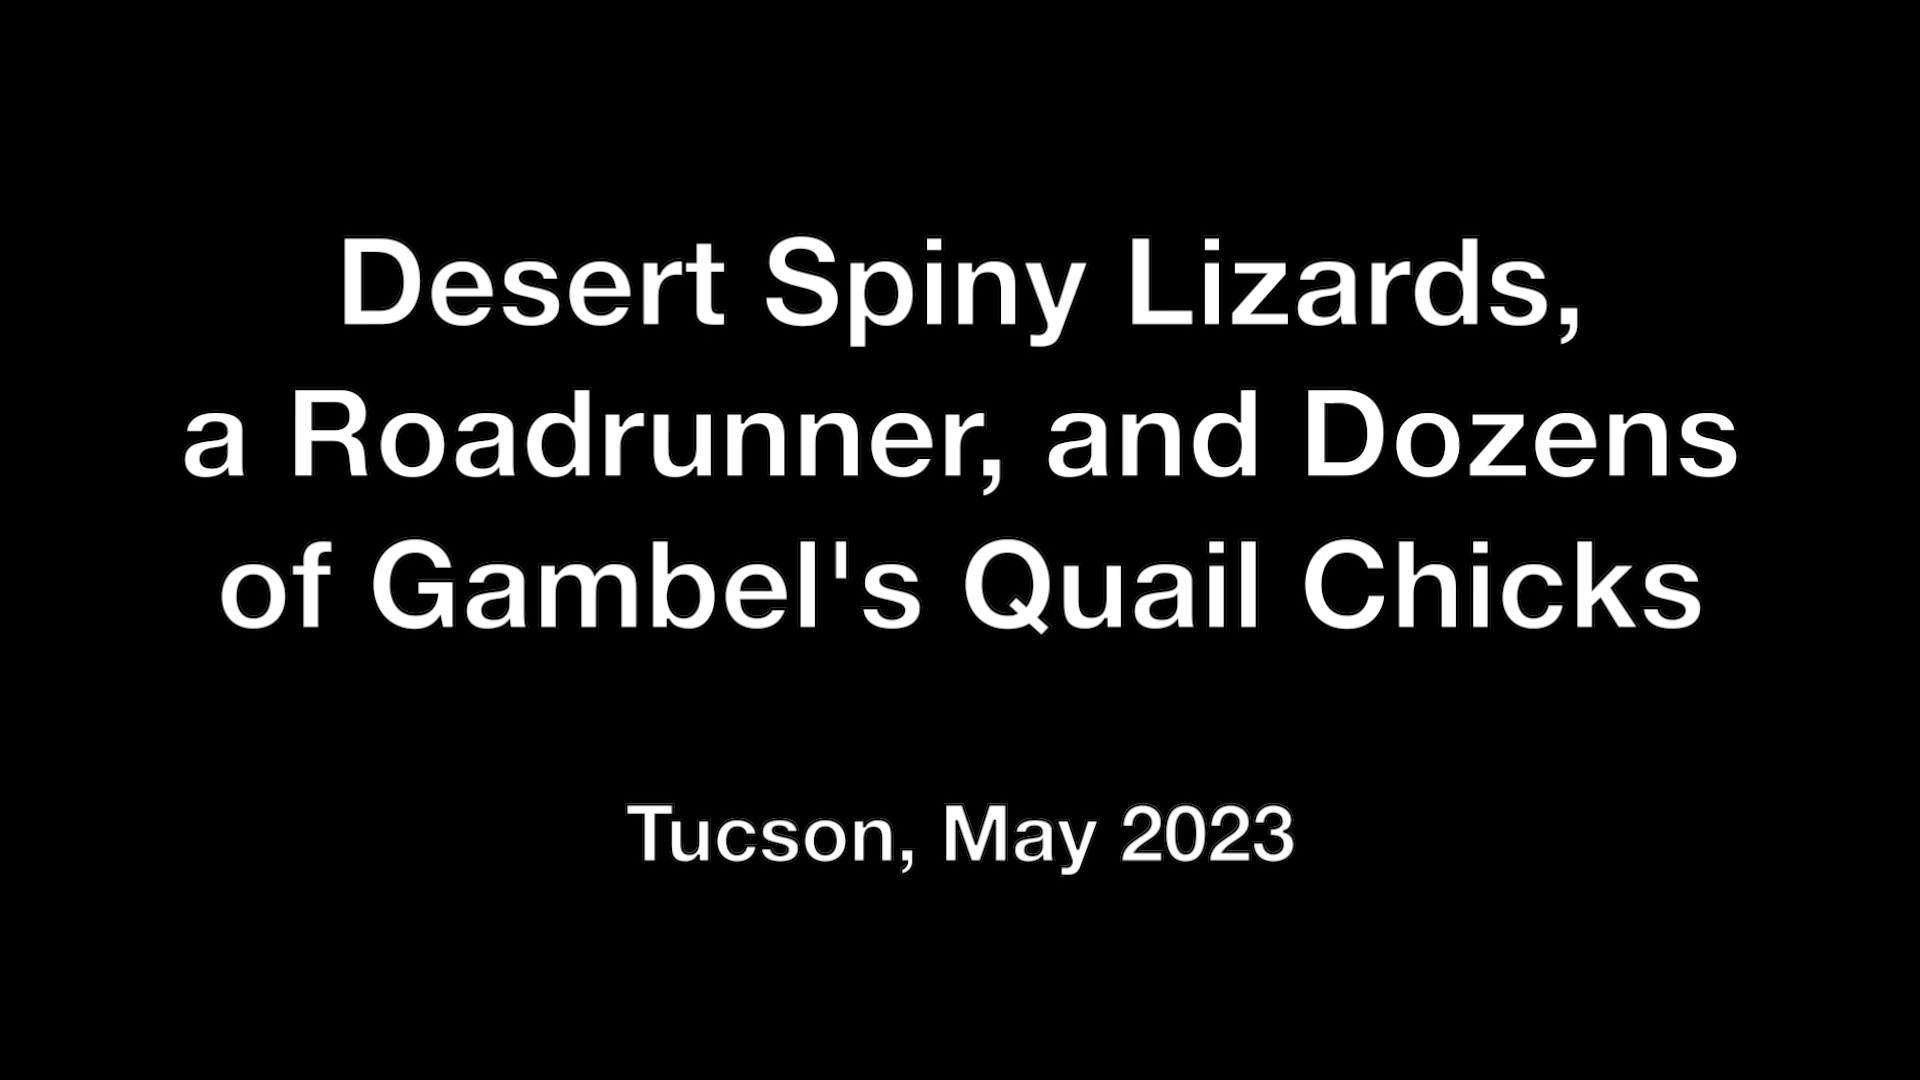 Desert Spiny Lizards,
a Roadrunner, and Dozens
of Gambel's Quail Chicks
Tucson, May 2023